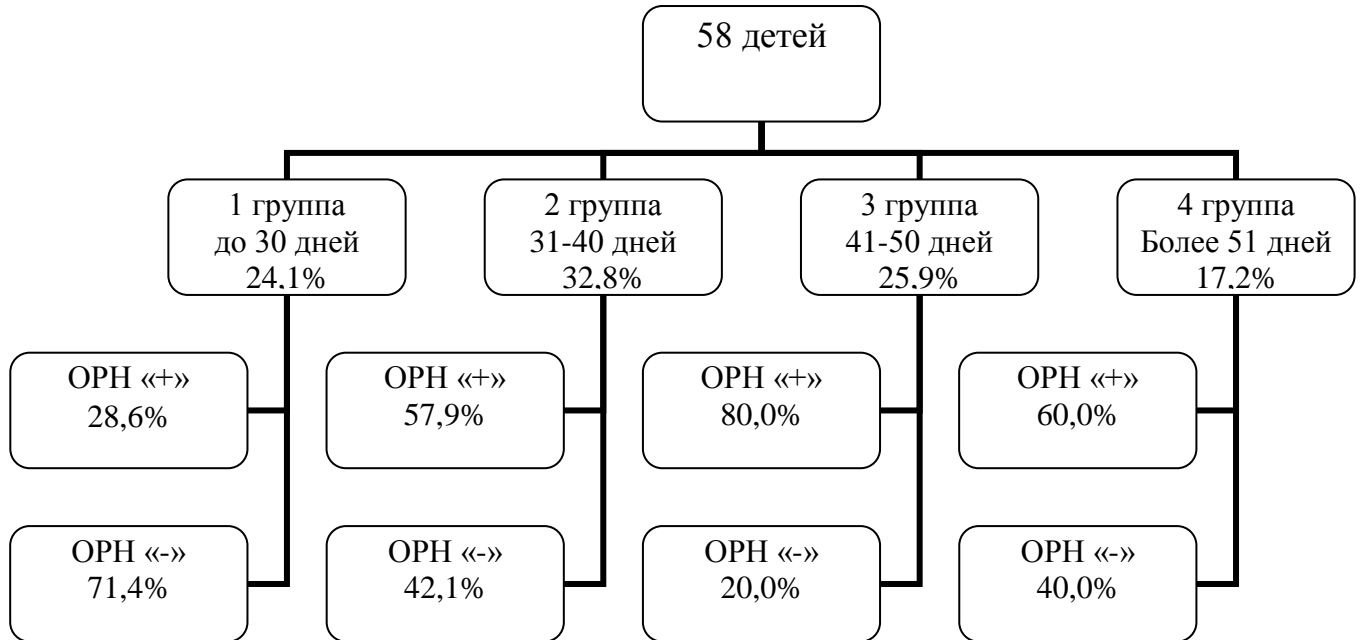 58 детей
1 группа
до 30 дней
24,1%
2 группа
31-40 дней
32,8%
3 группа
41-50 дней
25,9%
4 группа
Более 51 дней
17,2%
ОРН «+»
28,6%
ОРН «+»
57,9%
ОРН «+»
80,0%
ОРН «+»
60,0%
ОРН «-»
71,4%
ОРН «-»
42,1%
ОРН «-»
20,0%
ОРН «-»
40,0%